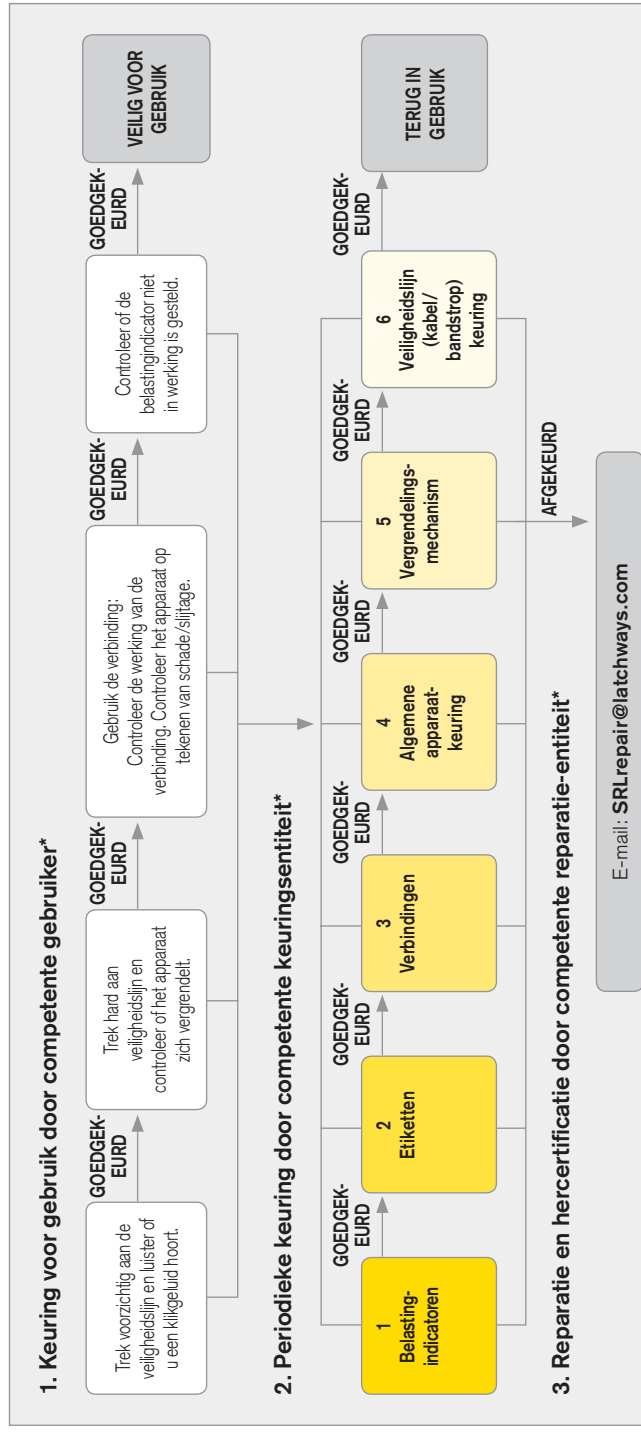 1. Keuring voor gebruik door competente gebruiker*
Trek voorzichtig aan de
veiligheidslijn en luister of
u een klikgeluid hoort.
GOEDGEK-
EURD
Trek hard aan
veiligheidslijn en
controleer of het apparaat
zich vergrendelt.
GOEDGEK-
EURD
Gebruik de verbinding:
Controleer de werking van de
verbinding. Controleer het apparaat op
tekenen van schade/slijtage.
GOEDGEK-
EURD
Controleer of de
belastingindicator niet
in werking is gesteld.
GOEDGEK-
EURD
VEILIG VOOR
GEBRUIK
2. Periodieke keuring door competente keuringsentiteit*
1
Belasting-
indicatoren
GOEDGEK-
EURD
2
Etiketten
GOEDGEK-
EURD
3
Verbindingen
GOEDGEK-
EURD
4
Algemene
apparaat-
keuring
GOEDGEK-
EURD
5
Vergrendelings-
mechanism
GOEDGEK-
EURD
6
Veiligheidslijn
(kabel/
bandstrop)
keuring
GOEDGEK-
EURD
TERUG IN
GEBRUIK
AFGEKEURD
3. Reparatie en hercertificatie door competente reparatie-entiteit*
E-mail: SRLrepair@latchways.com